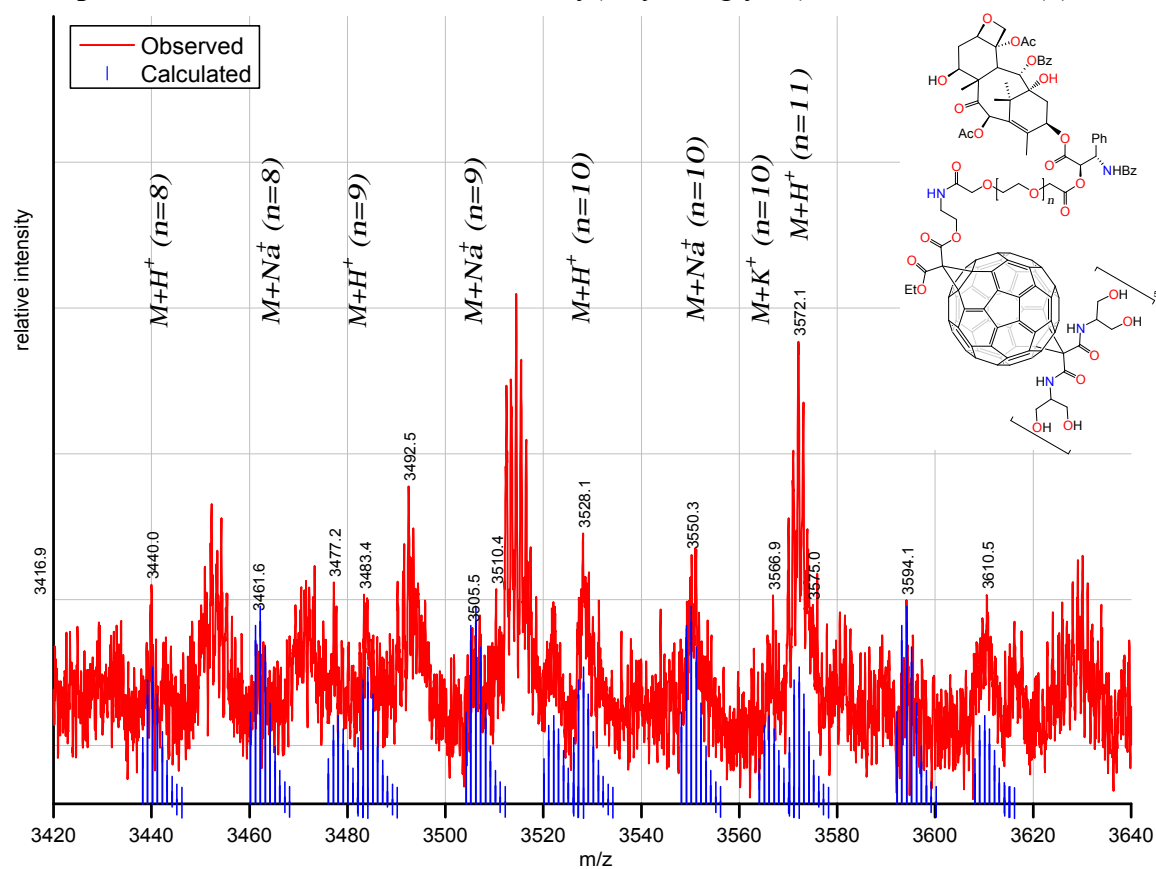 Observed
Calculated
relative intensity
M+H+ (n=8)
M+Na+ (n=8)
M+H+ (n=9)
M+Na+ (n=9)
M+H+ (n=10)
M+Na+ (n=10)
M+K+ (n=10)
M+H+ (n=11)
3416.9
3440.0
3461.6
3477.2
3483.4
3492.5
3505.5
3510.4
3528.1
3550.3
3566.9
3572.1
3575.0
3594.1
3610.5
3420 3440 3460 3480 3500 3520 3540 3560 3580 3600 3620 3640
m/z
O
OAc
OBz
HO
OH
O
AcO
O
Ph
O
NHBz
O
O
HN
O
O
O
n
O
O
O
O
EtO
OH
HN
OH
O
O
HN
OH
OH